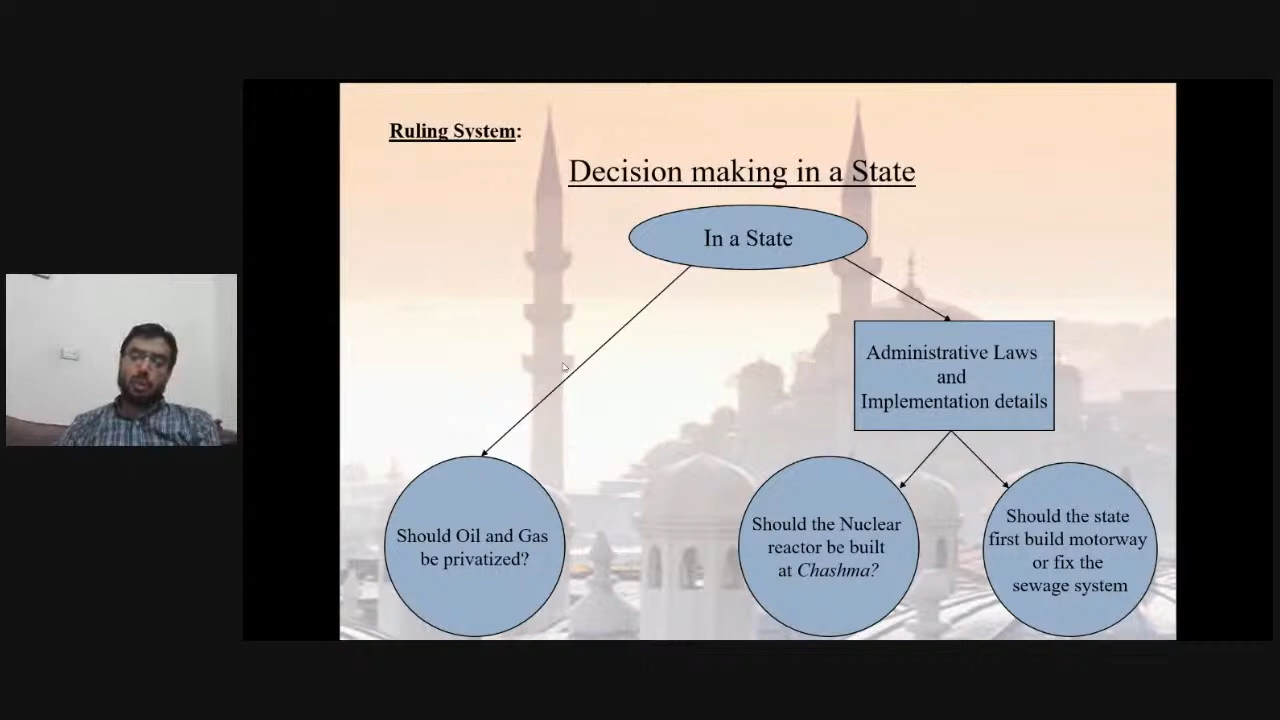 Ruling System:
Decision making in a State
In a State
Administrative Laws
and
Implementation details
Should Oil and Gas
be privatized?
Should the Nuclear
reactor be built
at Chashma?
Should the state
first build motorway
or fix the
sewage system